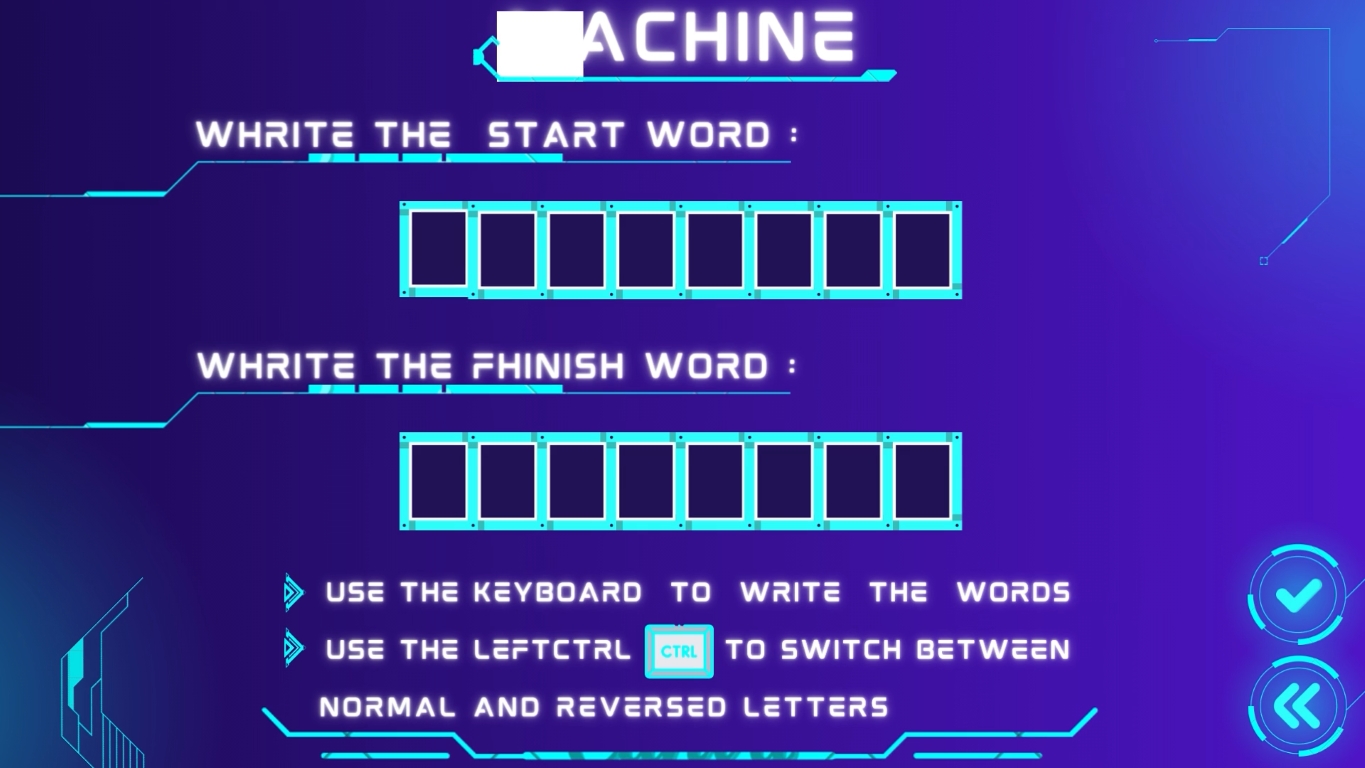 ACHINE
WHRITE THE START WORD :
WHRITE THE FHINISH WORD :
USE THE KEYBOARD TO WRITE THE WORDS
USE THE LEFTCTRL CTRL TO SWITCH BETWEEN
NORMAL AND REVERSED LETTERS